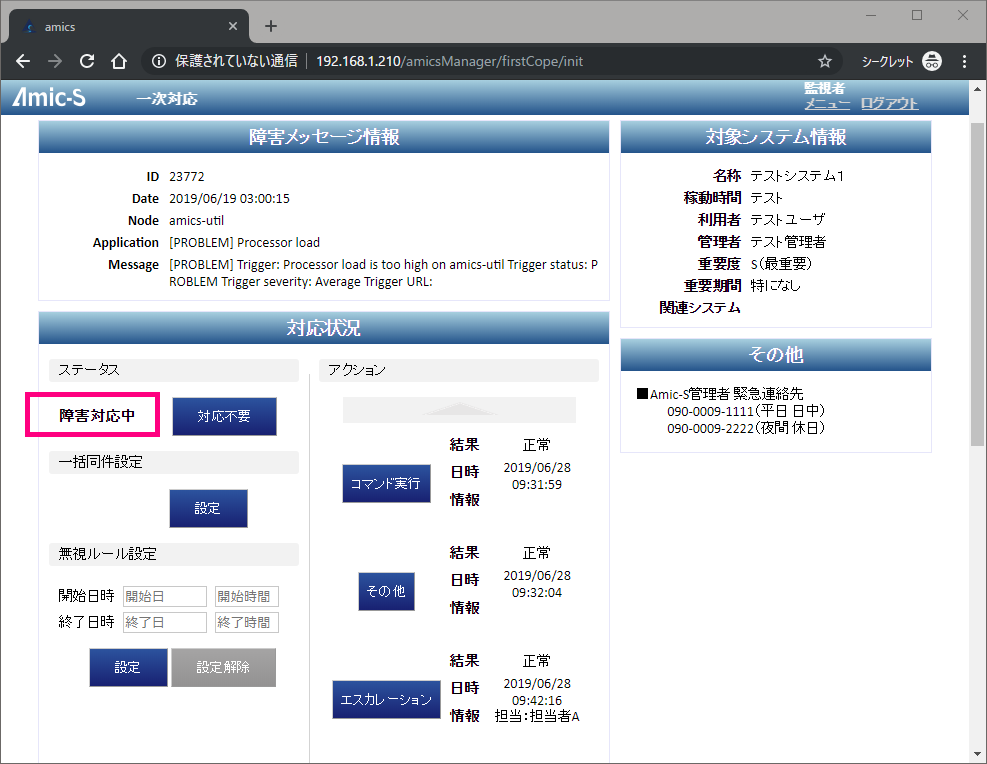 amics
保護されていない通信
192.168.1.210/amicsManager/firstCope/init
シークレット
Amic-S
一次対応
監視者
メニュー ログアウト
障害メッセージ情報
ID 23772
Date 2019/06/19 03:00:15
Node amics-util
Application [PROBLEM] Processor load
Message [PROBLEM] Trigger: Processor load is too high on amics-util Trigger status: P
ROBLEM Trigger severity: Average Trigger URL:
対象システム情報
名称 テストシステム1
稼動時間 テスト
利用者 テストユーザ
管理者 テスト管理者
重要度 S(最重要)
重要期間 特になし
関連システム
対応状況
ステータス
障害対応中
対応不要
一括同件設定
設定
無視ルール設定
開始日時 開始日 開始時間
終了日時 終了日 終了時間
設定 設定解除
アクション
コマンド実行
結果 正常
日時 2019/06/28
09:31:59
情報
その他
結果 正常
日時 2019/06/28
09:32:04
情報
エスカレーション
結果 正常
日時 2019/06/28
09:42:16
情報 担当:担当者A
その他
■Amic-S管理者 緊急連絡先
090-0009-1111(平日 日中)
090-0009-2222(夜間 休日)